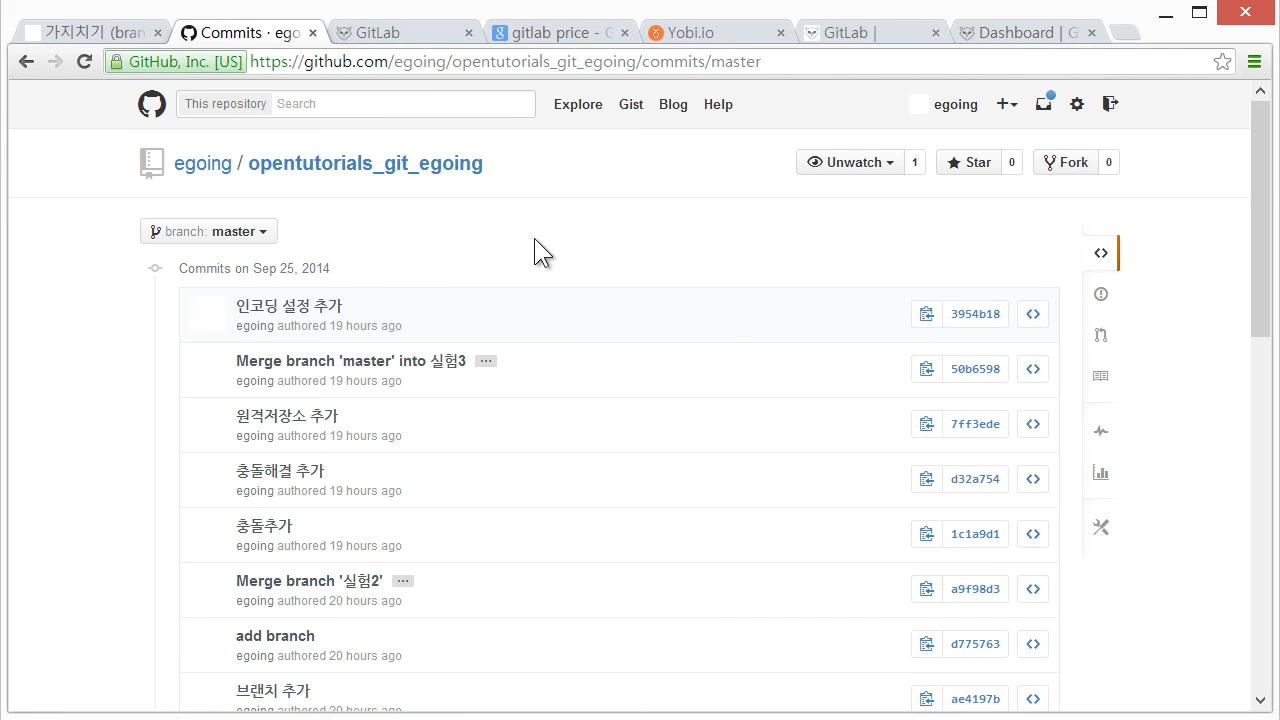 가지치기 (bran
Commits · ego
GitLab
gitlab price - G
Yobi.io
GitLab |
Dashboard | G
GitHub, Inc. [US] https://github.com/egoing/opentutorials_git_egoing/commits/master
This repository Search Explore Gist Blog Help egoing
egoing / opentutorials_git_egoing Unwatch 1 Star 0 Fork 0
branch: master
Commits on Sep 25, 2014
인코딩 설정 추가
egoing authored 19 hours ago
3954b18
Merge branch 'master' into 실험3 ...
egoing authored 19 hours ago
50b6598
원격저장소 추가
egoing authored 19 hours ago
7ff3ede
충돌해결 추가
egoing authored 19 hours ago
d32a754
충돌추가
egoing authored 19 hours ago
1c1a9d1
Merge branch '실험2' ...
egoing authored 20 hours ago
a9f98d3
add branch
egoing authored 20 hours ago
d775763
브랜치 추가
egoing authored 20 hours ago
ae4197b